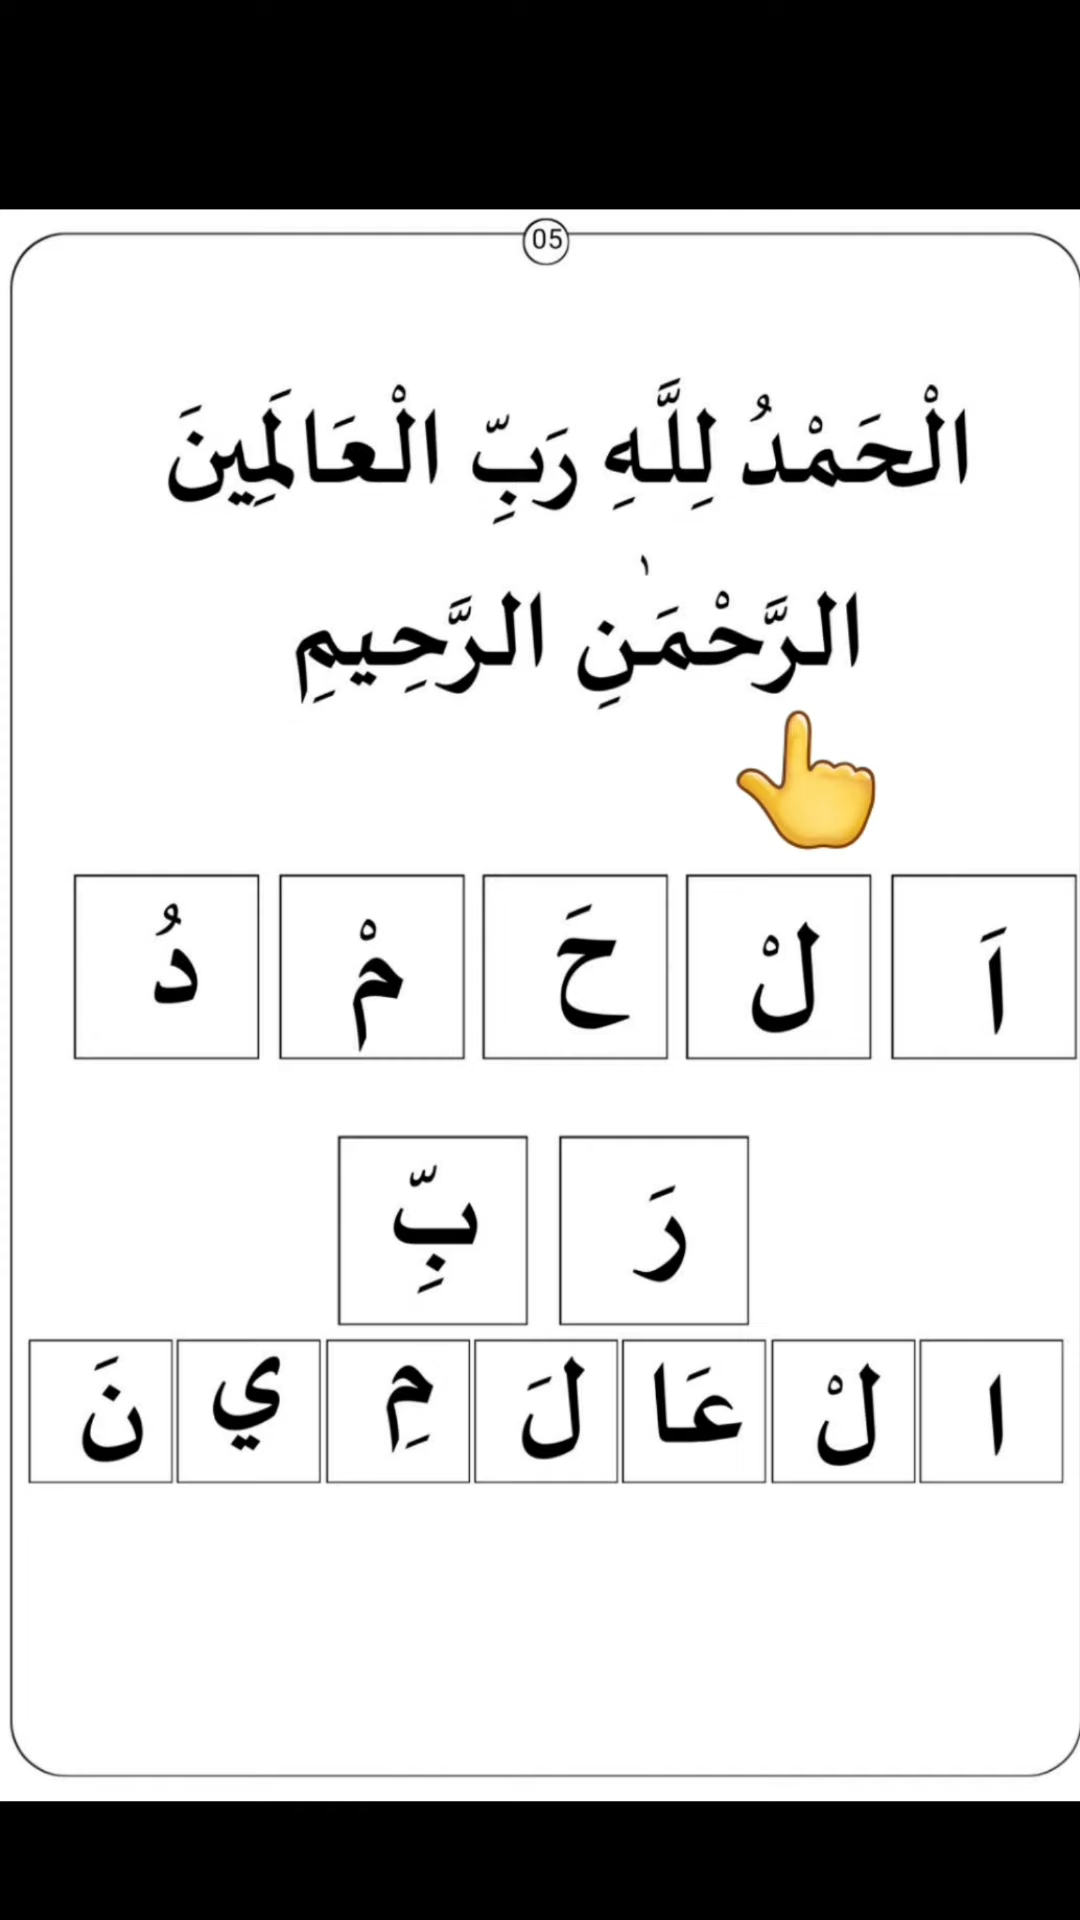 05
الْحَمْدُ لِلَّهِ رَبِّ الْعَالَمِينَ
الرَّحْمَٰنِ الرَّحِيمِ
اَ لْ حَ مْ دُ
رَ بِّ
ا لْ عَا لَ مِ ي نَ